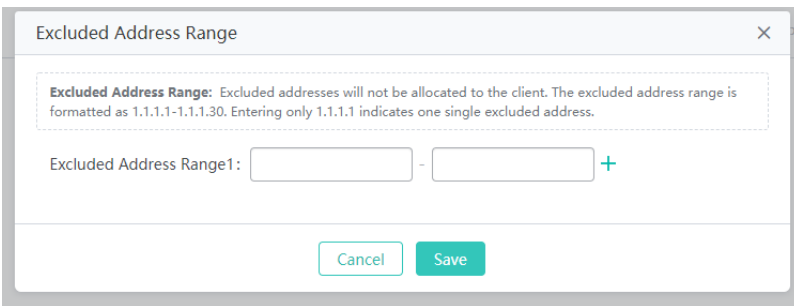 Excluded Address Range
Excluded Address Range: Excluded addresses will not be allocated to the client. The excluded address range is
formatted as 1.1.1.1-1.1.1.30. Entering only 1.1.1.1 indicates one single excluded address.
Excluded Address Range1: - +
Cancel Save